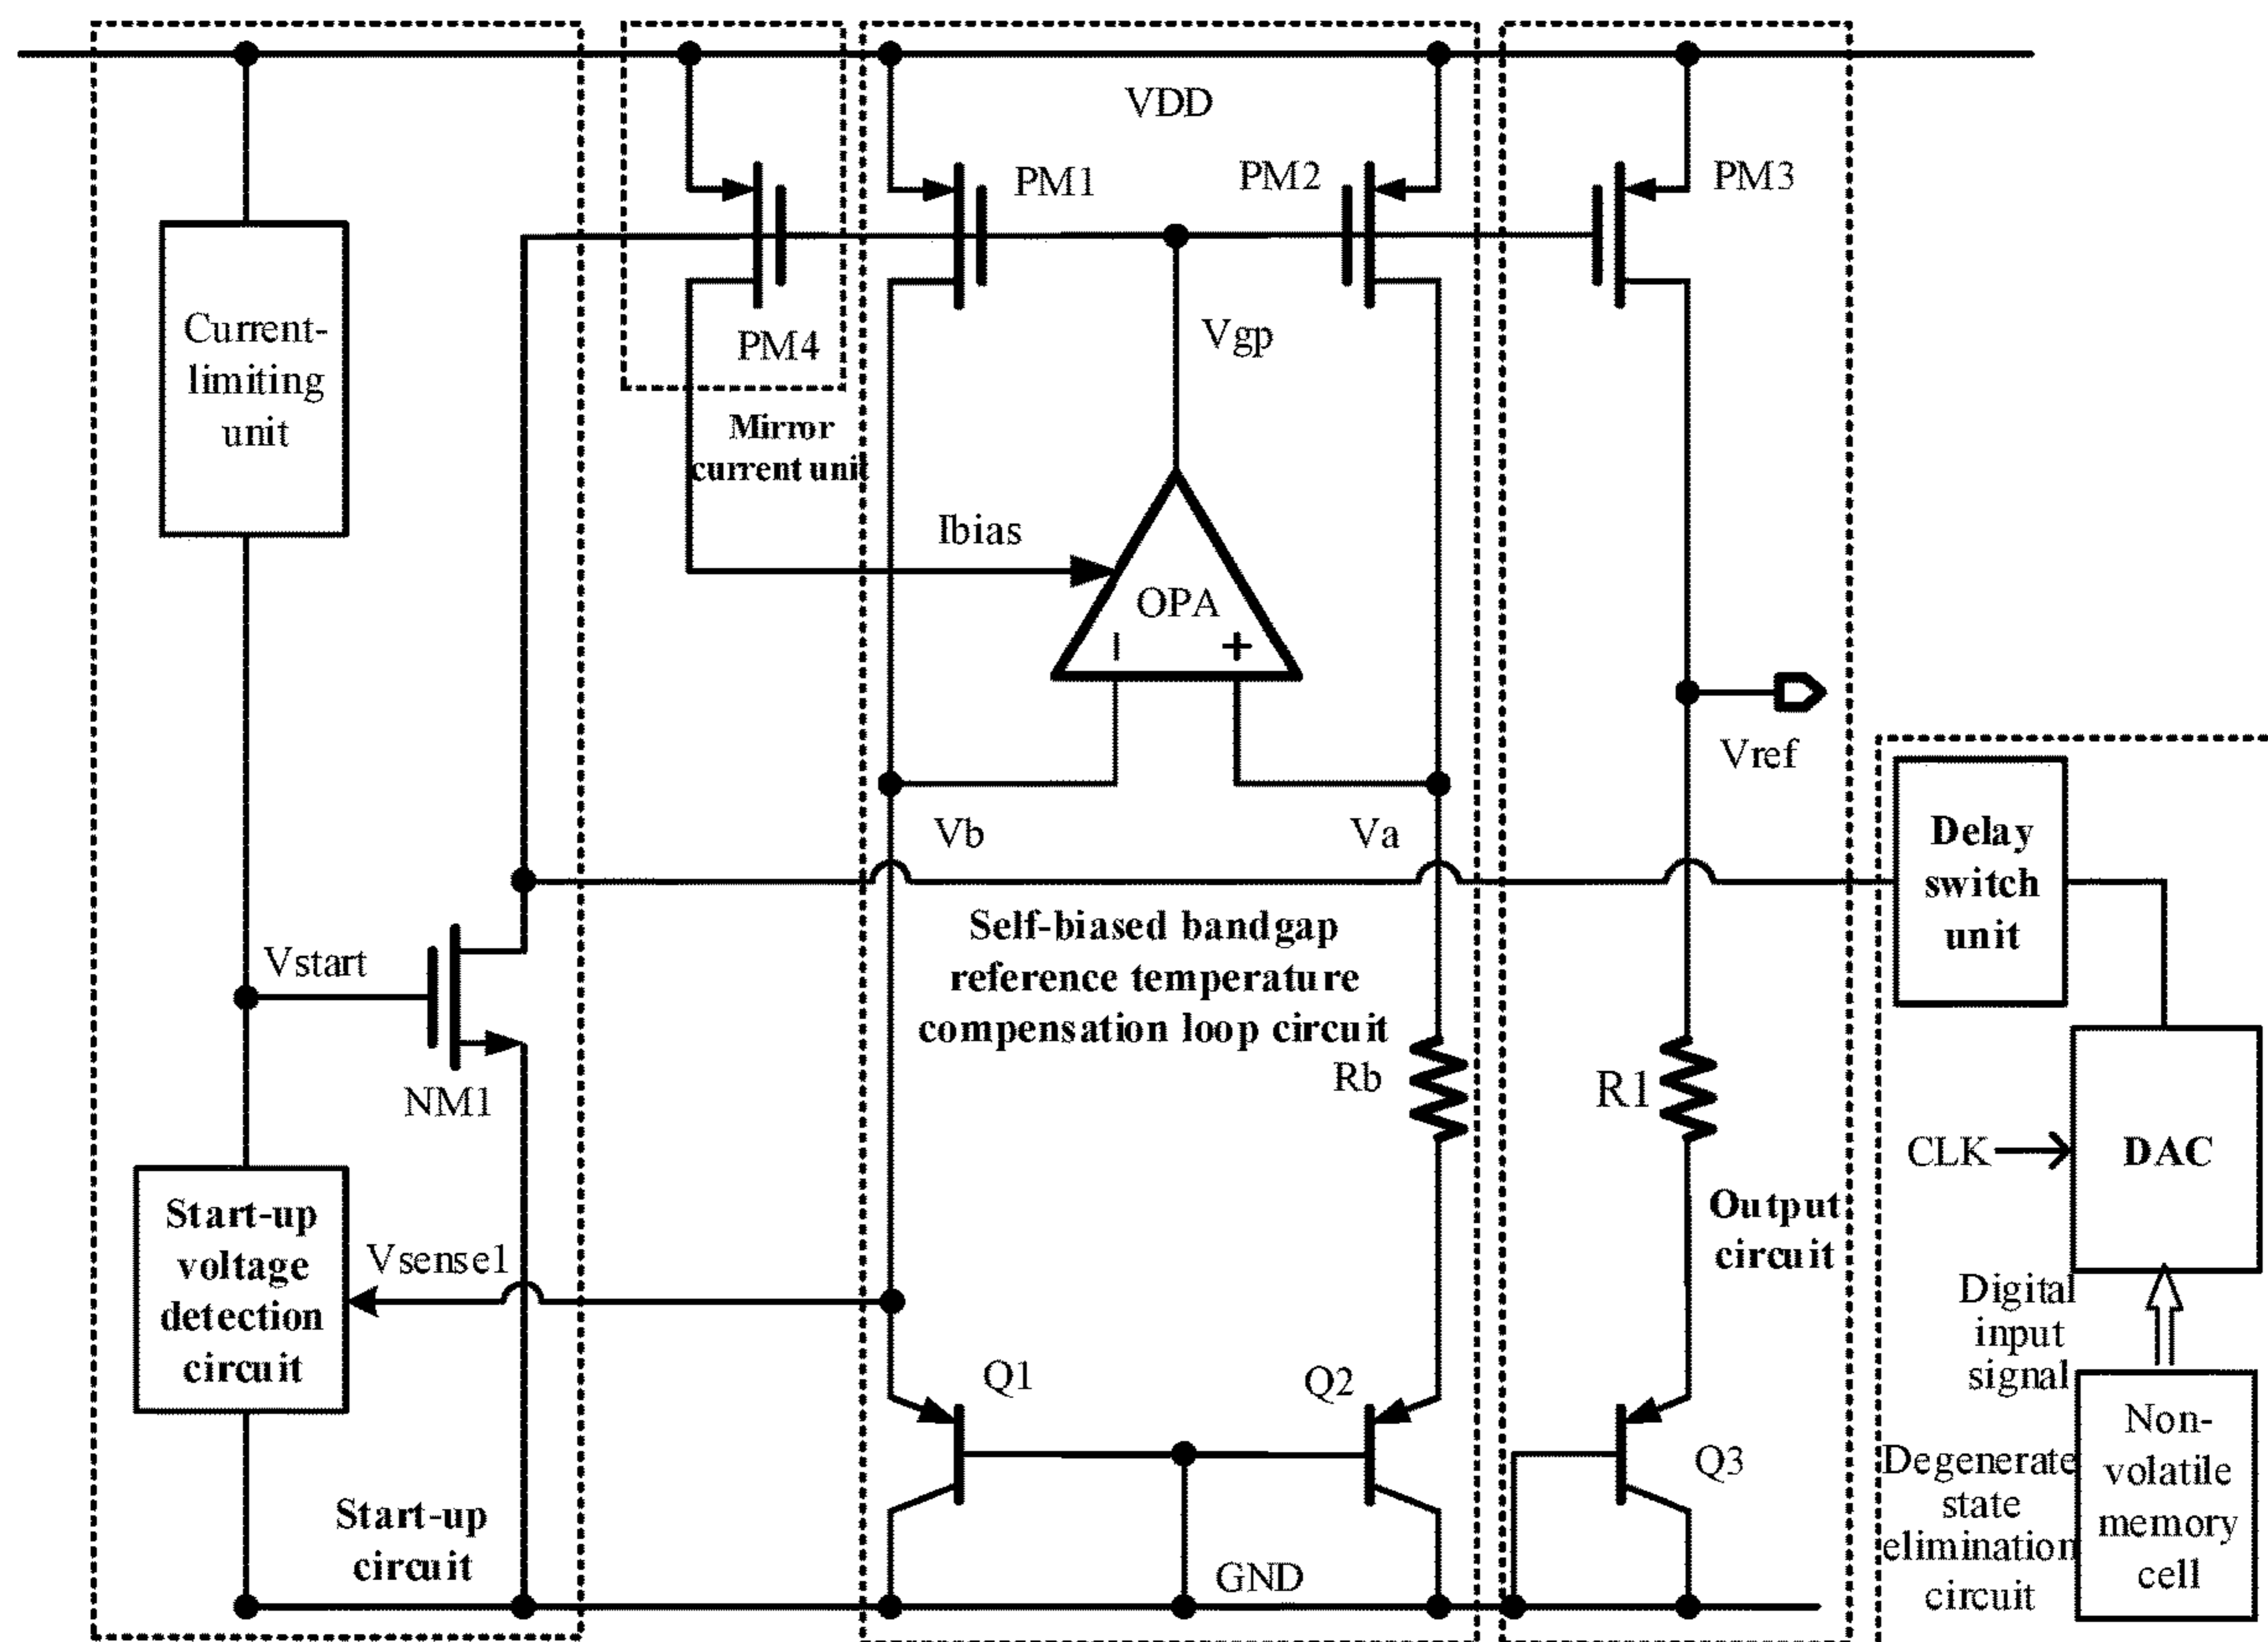 VDD
PM1
PM2
PM3
Current-
limiting
unit
PM4
Vgp
Mirror
current unit
Ibias
OPA
Vref
Vb
Va
Delay
switch
unit
Self-biased bandgap
reference temperature
compensation loop circuit
Vstart
NM1
Rb
R1
CLK
DAC
Start-up
voltage
detection
circuit
Vsense1
Output
circuit
Digital
input
signal
Q1
Q2
Q3
Non-
volatile
memory
cell
Degenerate
state
elimination
circuit
Start-up
circuit
GND